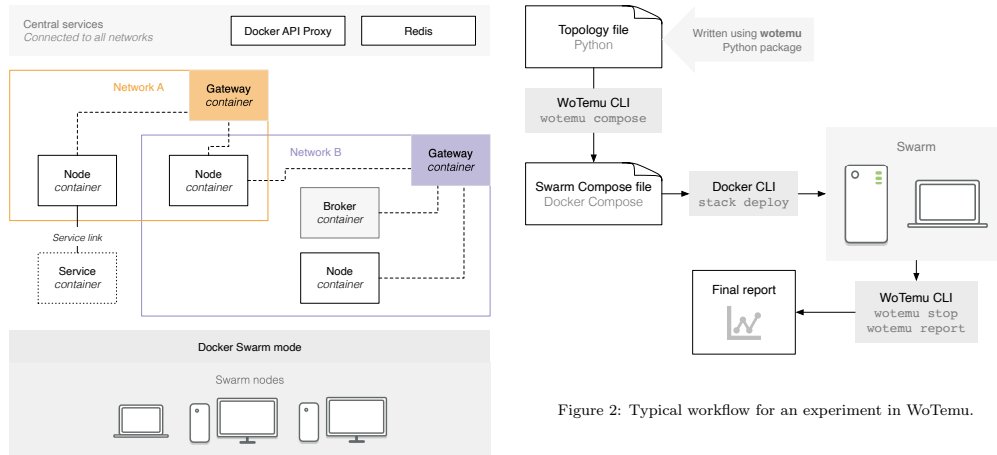 Central services
Connected to all networks
Docker API Proxy
Redis
Network A
Gateway
container
Network B
Gateway
container
Node
container
Node
container
Broker
container
Service link
Service
container
Node
container
Docker Swarm mode
Swarm nodes
Topology file
Python
Written using wotemu
Python package
WoTemu CLI
wotemu compose
Swarm Compose file
Docker Compose
Docker CLI
stack deploy
Swarm
WoTemu CLI
wotemu stop
wotemu report
Final report
Figure 2: Typical workflow for an experiment in WoTemu.